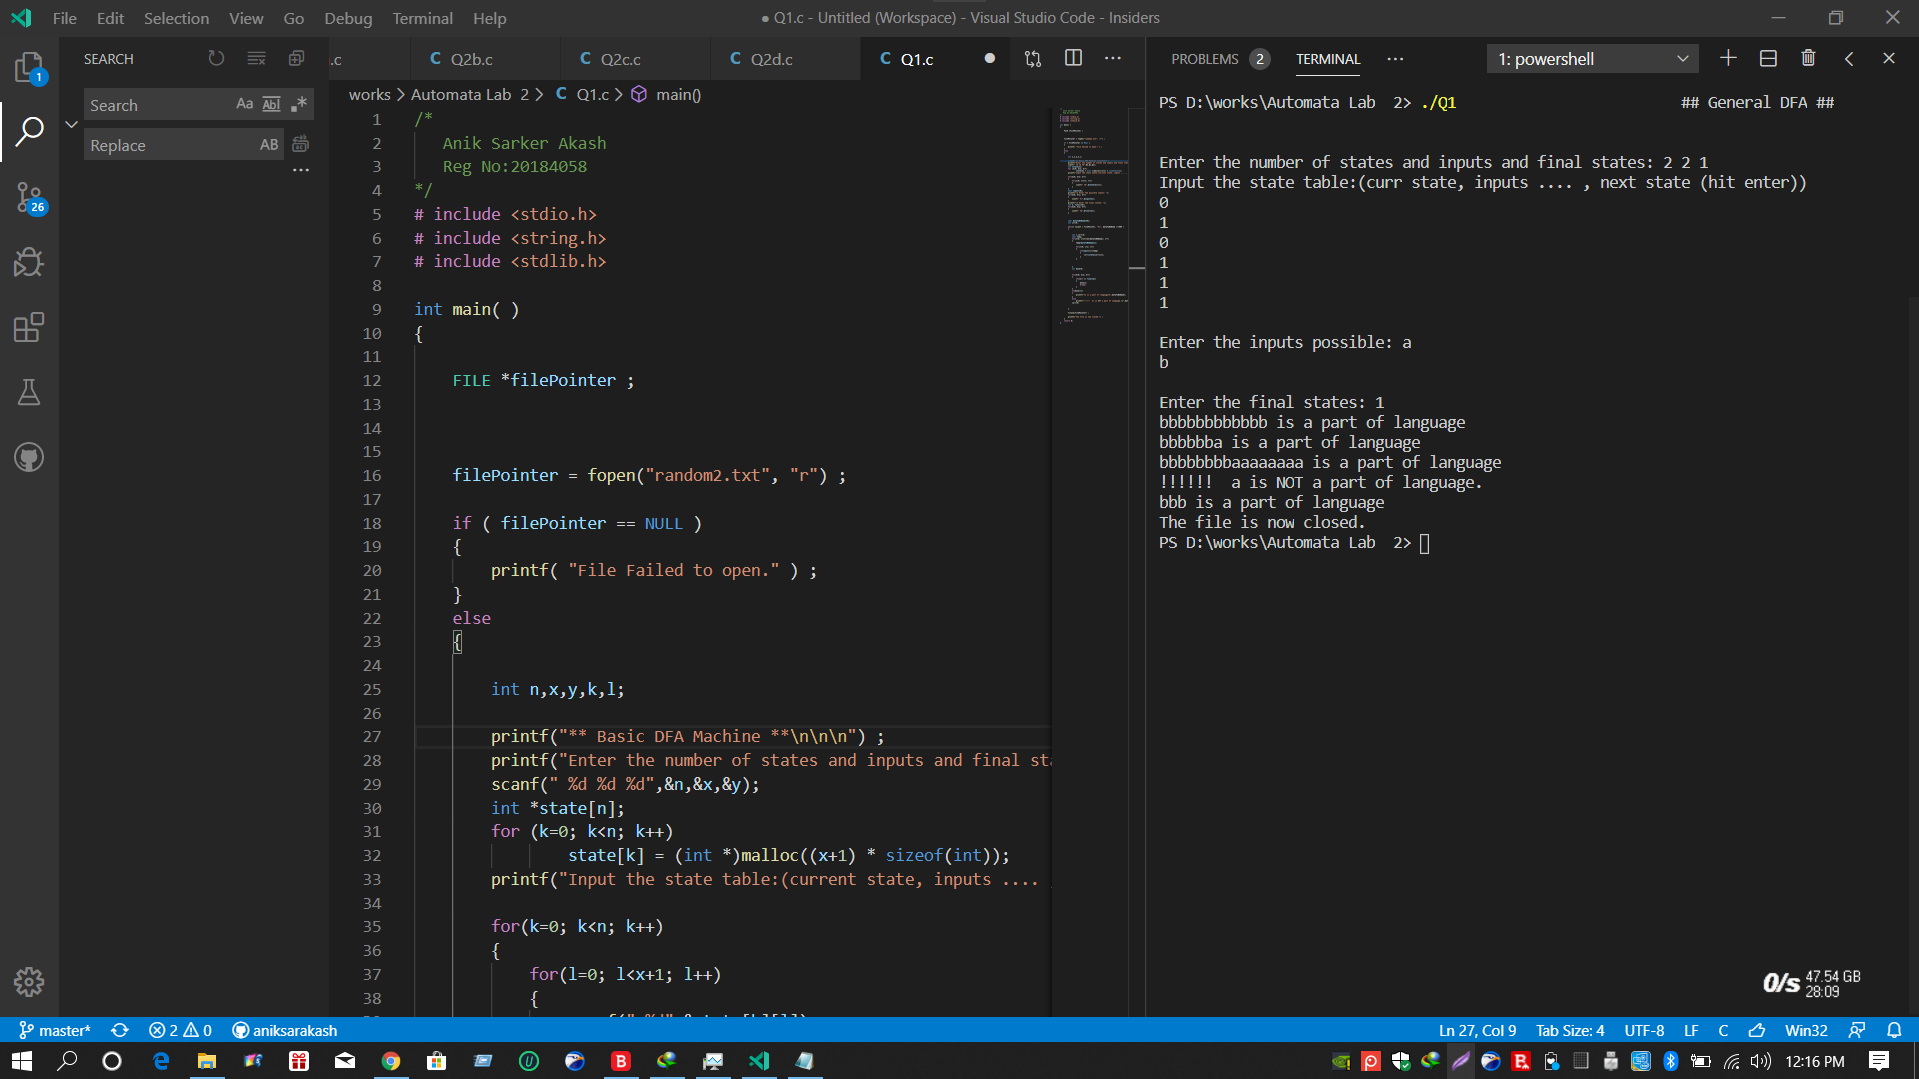 File Edit Selection View Go Debug Terminal Help
● Q1.c - Untitled (Workspace) - Visual Studio Code - Insiders
SEARCH
Search
Aa Abl .*
Replace
AB
...
1
26
.c
C Q2b.c
C Q2c.c
C Q2d.c
C Q1.c ●
works > Automata Lab 2 > C Q1.c > main()
1 /*
2 Anik Sarker Akash
3 Reg No:20184058
4 */
5 # include <stdio.h>
6 # include <string.h>
7 # include <stdlib.h>
8
9 int main( )
10 {
11
12 FILE *filePointer ;
13
14
15
16 filePointer = fopen("random2.txt", "r") ;
17
18 if ( filePointer == NULL )
19 {
20 printf( "File Failed to open." ) ;
21 }
22 else
23 {
24
25 int n,x,y,k,l;
26
27 printf("** Basic DFA Machine **\n\n\n") ;
28 printf("Enter the number of states and inputs and final sta
29 scanf(" %d %d %d",&n,&x,&y);
30 int *state[n];
31 for (k=0; k<n; k++)
32 state[k] = (int *)malloc((x+1) * sizeof(int));
33 printf("Input the state table:(current state, inputs ....
34
35 for(k=0; k<n; k++)
36 {
37 for(l=0; l<x+1; l++)
38 {
PROBLEMS 2 TERMINAL ... 1: powershell
PS D:\works\Automata Lab 2> ./Q1 ## General DFA ##
Enter the number of states and inputs and final states: 2 2 1
Input the state table:(curr state, inputs .... , next state (hit enter))
0
1
0
1
1
1
Enter the inputs possible: a
b
Enter the final states: 1
bbbbbbbbbbbb is a part of language
bbbbbba is a part of language
bbbbbbbbaaaaaaaa is a part of language
!!!!!! a is NOT a part of language.
bbb is a part of language
The file is now closed.
PS D:\works\Automata Lab 2>
0/s 47.54 GB
28:09
master* 2 0 aniksarakash
Ln 27, Col 9 Tab Size: 4 UTF-8 LF C Win32
12:16 PM